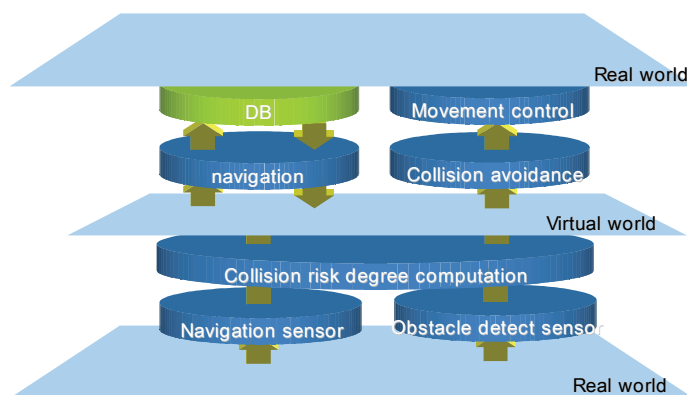 Real world
DB
Movement control
navigation
Collision avoidance
Virtual world
Collision risk degree computation
Navigation sensor
Obstacle detect sensor
Real world